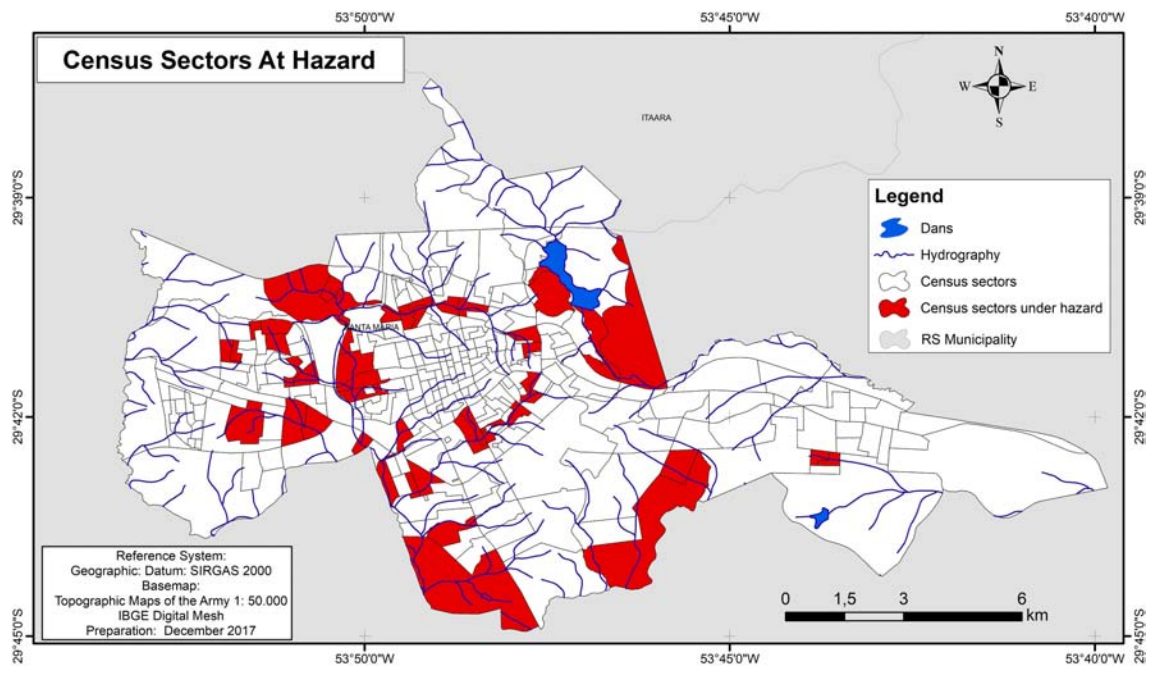 53°50'0"W 53°45'0"W 53°40'0"W
Census Sectors At Hazard
N
W E
S
ITAARA
29°39'0"S 29°39'0"S
Legend
Dans
Hydrography
Census sectors
Census sectors under hazard
RS Municipality
ANTA MARIA
29°42'0"S 29°42'0"S
Reference System:
Geographic: Datum: SIRGAS 2000
Basemap:
Topographic Maps of the Army 1: 50.000
IBGE Digital Mesh
Preparation: December 2017
0 1,5 3 6
km
29°45'0"S 29°45'0"S
53°50'0"W 53°45'0"W 53°40'0"W